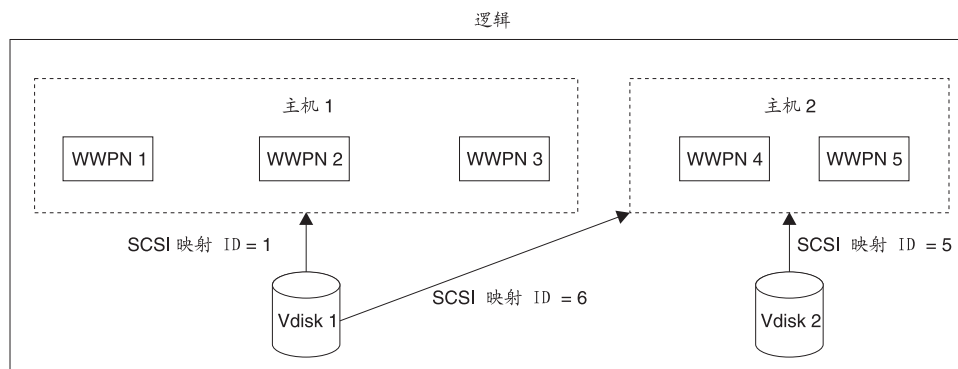 逻辑
主机 1
主机 2
WWPN 1
WWPN 2
WWPN 3
WWPN 4
WWPN 5
SCSI 映射 ID = 1
SCSI 映射 ID = 6
SCSI 映射 ID = 5
Vdisk 1
Vdisk 2